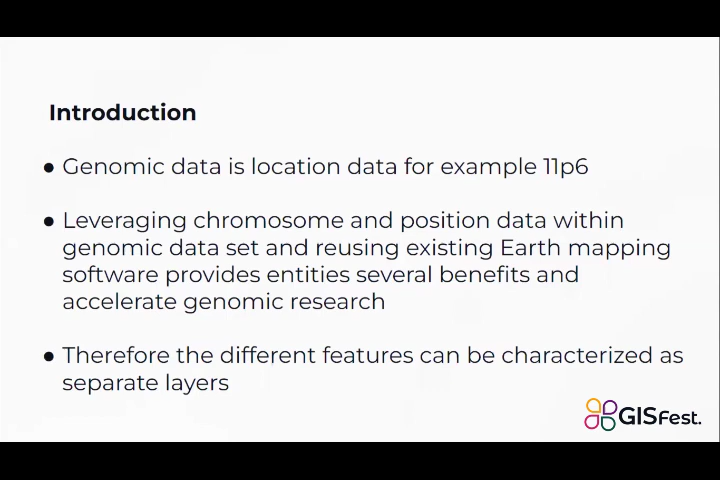 Introduction
● Genomic data is location data for example 11p6
● Leveraging chromosome and position data within
genomic data set and reusing existing Earth mapping
software provides entities several benefits and
accelerate genomic research
● Therefore the different features can be characterized as
separate layers
GISFest.